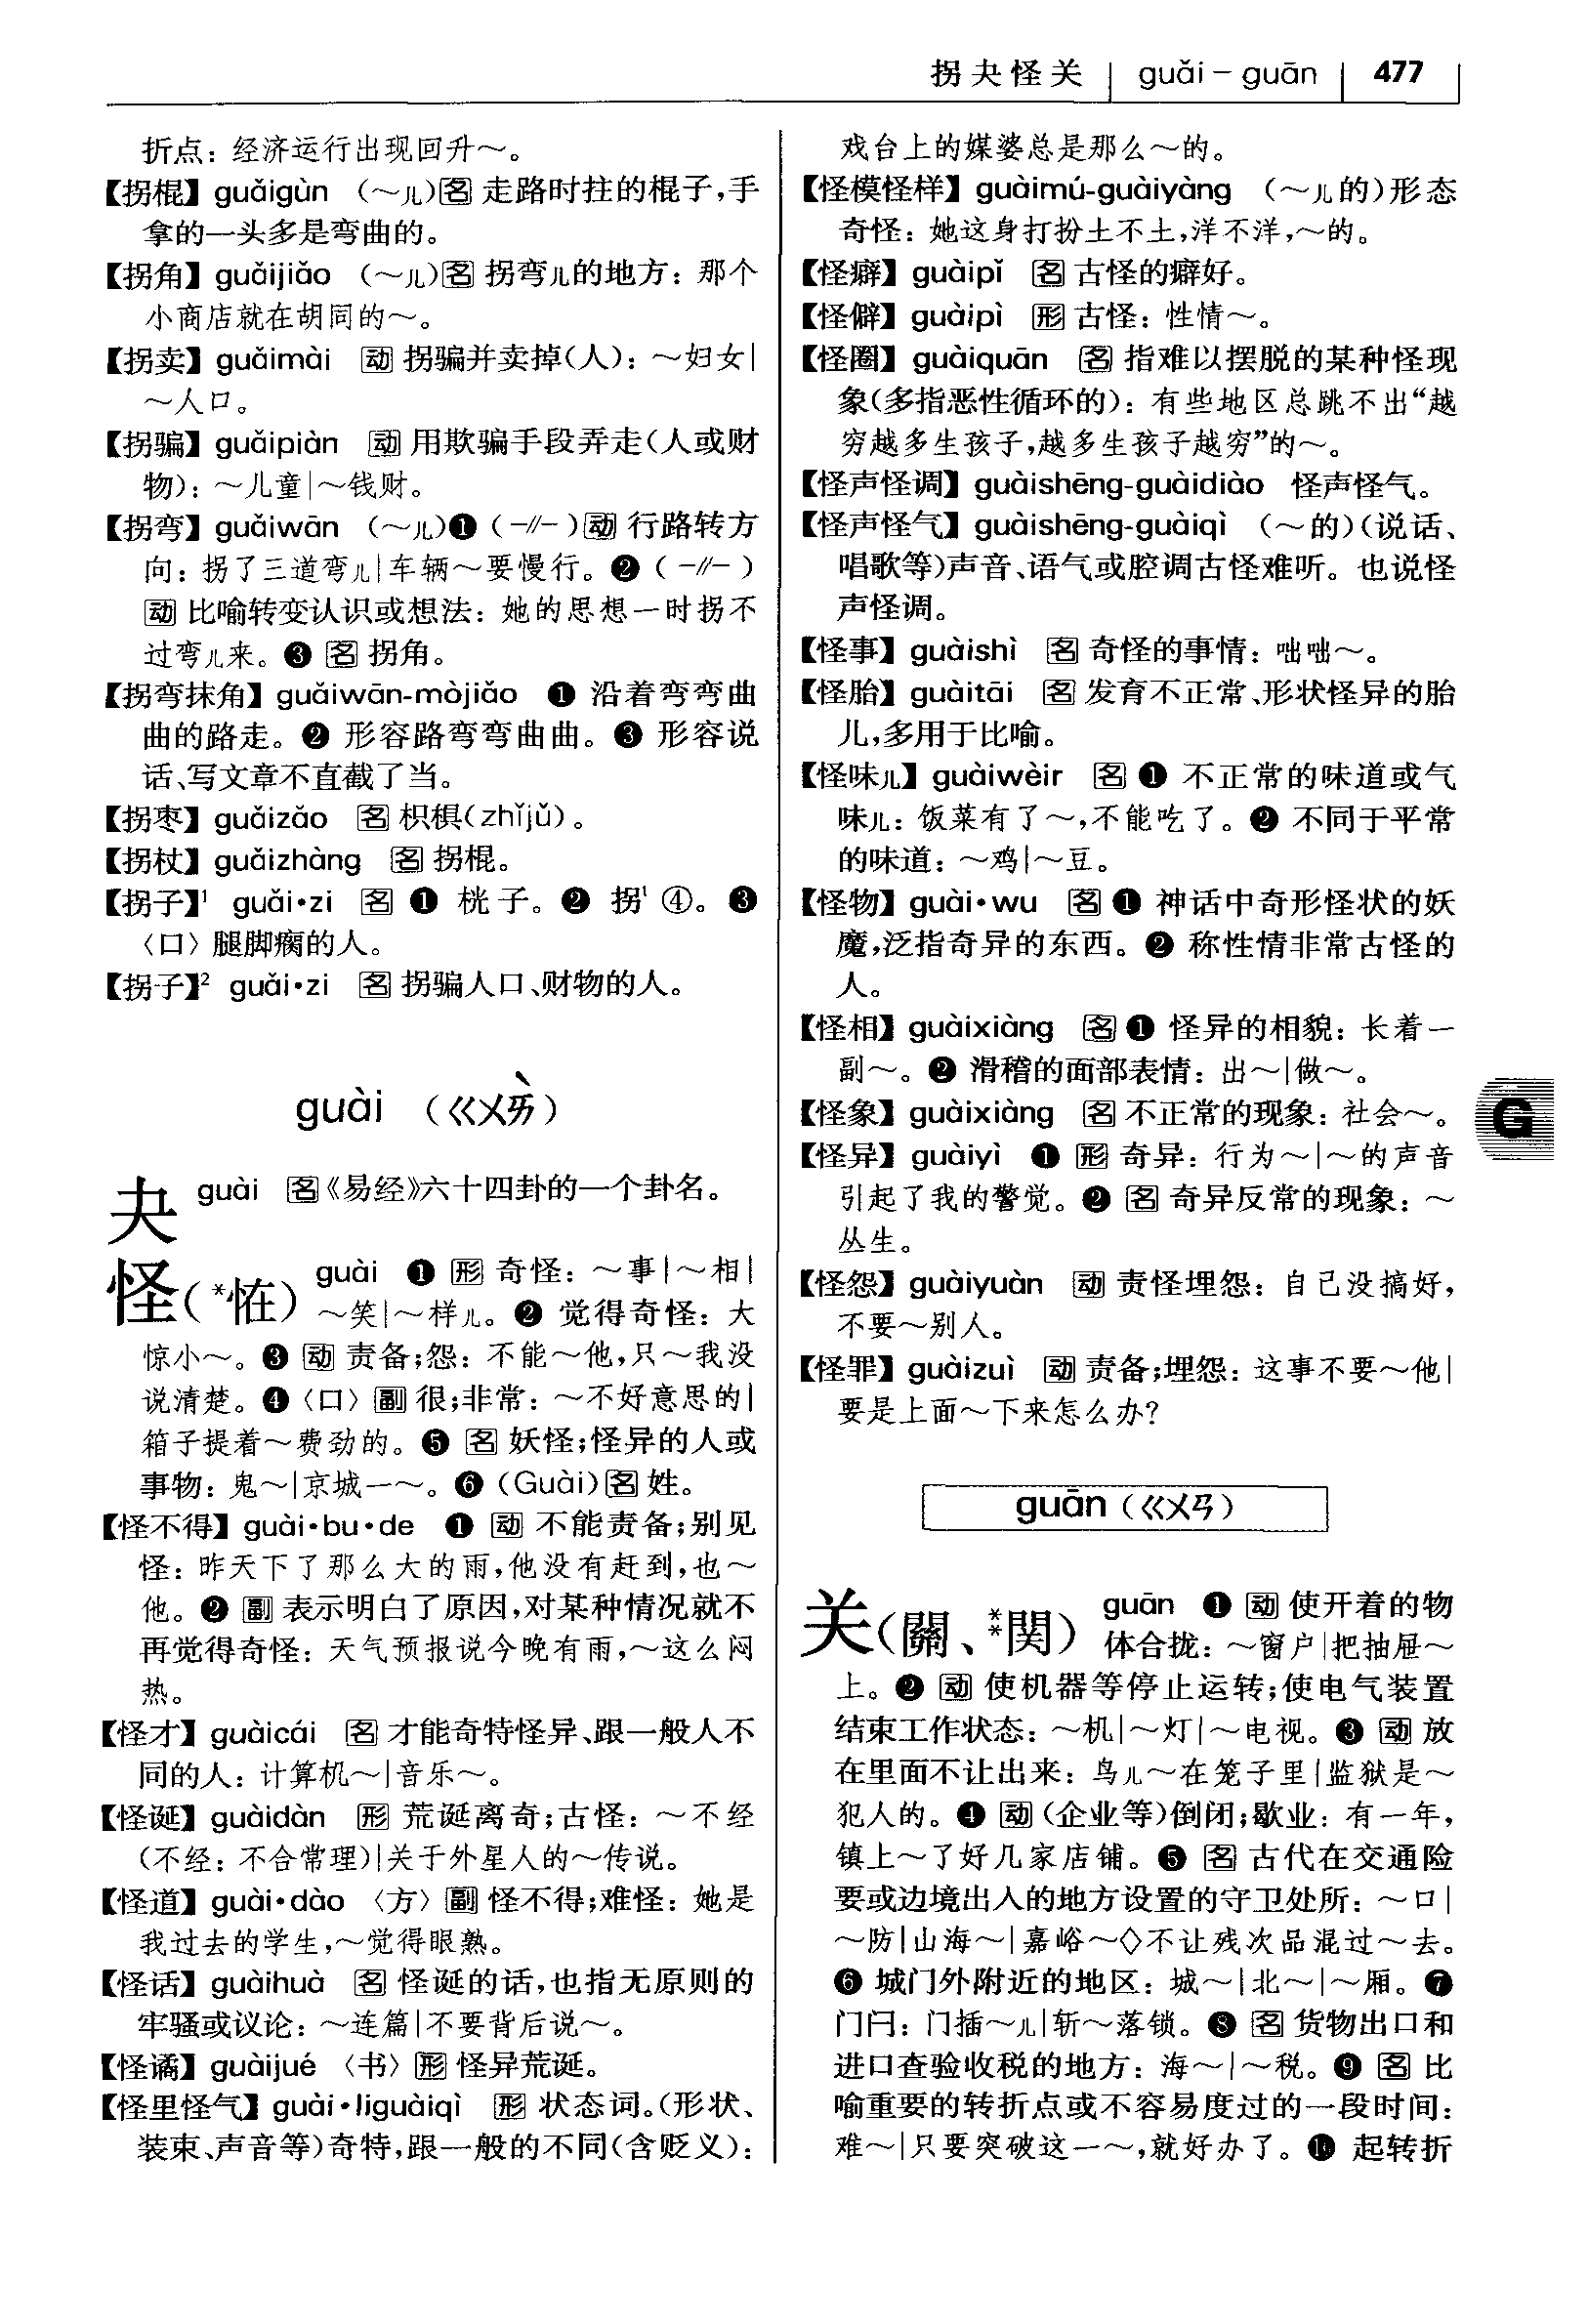 拐夬怪关 guǎi－guān 477
折点：经济运行出现回升～。
【拐棍】guǎigùn （～儿）名 走路时拄的棍子，手
拿的一头多是弯曲的。
【拐角】guǎijiǎo （～儿）名 拐弯儿的地方：那个
小商店就在胡同的～。
【拐卖】guǎimài 动 拐骗并卖掉（人）：～妇女|
～人口。
【拐骗】guǎipiàn 动 用欺骗手段弄走（人或财
物）：～儿童|～钱财。
【拐弯】guǎiwān （～儿）❶（－//－）动 行路转方
向：拐了三道弯儿|车辆～要慢行。❷（－//－）
动 比喻转变认识或想法：她的思想一时拐不
过弯儿来。❸ 名 拐角。
【拐弯抹角】guǎiwān-mòjiǎo ❶ 沿着弯弯曲
曲的路走。❷ 形容路弯弯曲曲。❸ 形容说
话、写文章不直截了当。
【拐枣】guǎizǎo 名 枳椇（zhǐjǔ）。
【拐杖】guǎizhàng 名 拐棍。
【拐子】¹ guǎi•zi 名 ❶ 桄子。❷ 拐¹④。❸
〈口〉腿脚瘸的人。
【拐子】² guǎi•zi 名 拐骗人口、财物的人。
guài （ㄍㄨㄞˋ）
夬 guài 名《易经》六十四卦的一个卦名。
怪（*恠） guài ❶ 形 奇怪：～事|～相|
～笑|～样儿。❷ 觉得奇怪：大
惊小～。❸ 动 责备；怨：不能～他，只～我没
说清楚。❹〈口〉副 很；非常：～不好意思的|
箱子提着～费劲的。❺ 名 妖怪；怪异的人或
事物：鬼～|京城一～。❻（Guài）名 姓。
【怪不得】guài•bu•de ❶ 动 不能责备；别见
怪：昨天下了那么大的雨，他没有赶到，也～
他。❷ 副 表示明白了原因，对某种情况就不
再觉得奇怪：天气预报说今晚有雨，～这么闷
热。
【怪才】guàicái 名 才能奇特怪异、跟一般人不
同的人：计算机～|音乐～。
【怪诞】guàidàn 形 荒诞离奇；古怪：～不经
（不经：不合常理）|关于外星人的～传说。
【怪道】guài•dào 〈方〉副 怪不得；难怪：她是
我过去的学生，～觉得眼熟。
【怪话】guàihuà 名 怪诞的话，也指无原则的
牢骚或议论：～连篇|不要背后说～。
【怪谲】guàijué 〈书〉形 怪异荒诞。
【怪里怪气】guài•liguàiqì 形 状态词。（形状、
装束、声音等）奇特，跟一般的不同（含贬义）：
戏台上的媒婆总是那么～的。
【怪模怪样】guàimú-guàiyàng （～儿的）形态
奇怪：她这身打扮土不土，洋不洋，～的。
【怪癖】guàipǐ 名 古怪的癖好。
【怪僻】guàipì 形 古怪：性情～。
【怪圈】guàiquān 名 指难以摆脱的某种怪现
象（多指恶性循环的）：有些地区总跳不出“越
穷越多生孩子，越多生孩子越穷”的～。
【怪声怪调】guàishēng-guàidiào 怪声怪气。
【怪声怪气】guàishēng-guàiqì （～的）（说话、
唱歌等）声音、语气或腔调古怪难听。也说怪
声怪调。
【怪事】guàishì 名 奇怪的事情：咄咄～。
【怪胎】guàitāi 名 发育不正常、形状怪异的胎
儿，多用于比喻。
【怪味儿】guàiwèir 名 ❶ 不正常的味道或气
味儿：饭菜有了～，不能吃了。❷ 不同于平常
的味道：～鸡|～豆。
【怪物】guài•wu 名 ❶ 神话中奇形怪状的妖
魔，泛指奇异的东西。❷ 称性情非常古怪的
人。
【怪相】guàixiàng 名 ❶ 怪异的相貌：长着一
副～。❷ 滑稽的面部表情：出～|做～。
【怪象】guàixiàng 名 不正常的现象：社会～。
【怪异】guàiyì ❶ 形 奇异：行为～|～的声音
引起了我的警觉。❷ 名 奇异反常的现象：～
丛生。
【怪怨】guàiyuàn 动 责怪埋怨：自己没搞好，
不要～别人。
【怪罪】guàizuì 动 责备；埋怨：这事不要～他|
要是上面～下来怎么办？
G
guān（ㄍㄨㄢ）
关（關、**関） guān ❶ 动 使开着的物
体合拢：～窗户|把抽屉～
上。❷ 动 使机器等停止运转；使电气装置
结束工作状态：～机|～灯|～电视。❸ 动 放
在里面不让出来：鸟儿～在笼子里|监狱是～
犯人的。❹ 动（企业等）倒闭；歇业：有一年，
镇上～了好几家店铺。❺ 名 古代在交通险
要或边境出入的地方设置的守卫处所：～口|
～防|山海～|嘉峪～◇不让残次品混过～去。
❻ 城门外附近的地区：城～|北～|～厢。❼
门闩：门插～儿|斩～落锁。❽ 名 货物出口和
进口查验收税的地方：海～|～税。❾ 名 比
喻重要的转折点或不容易度过的一段时间：
难～|只要突破这一～，就好办了。❿ 起转折